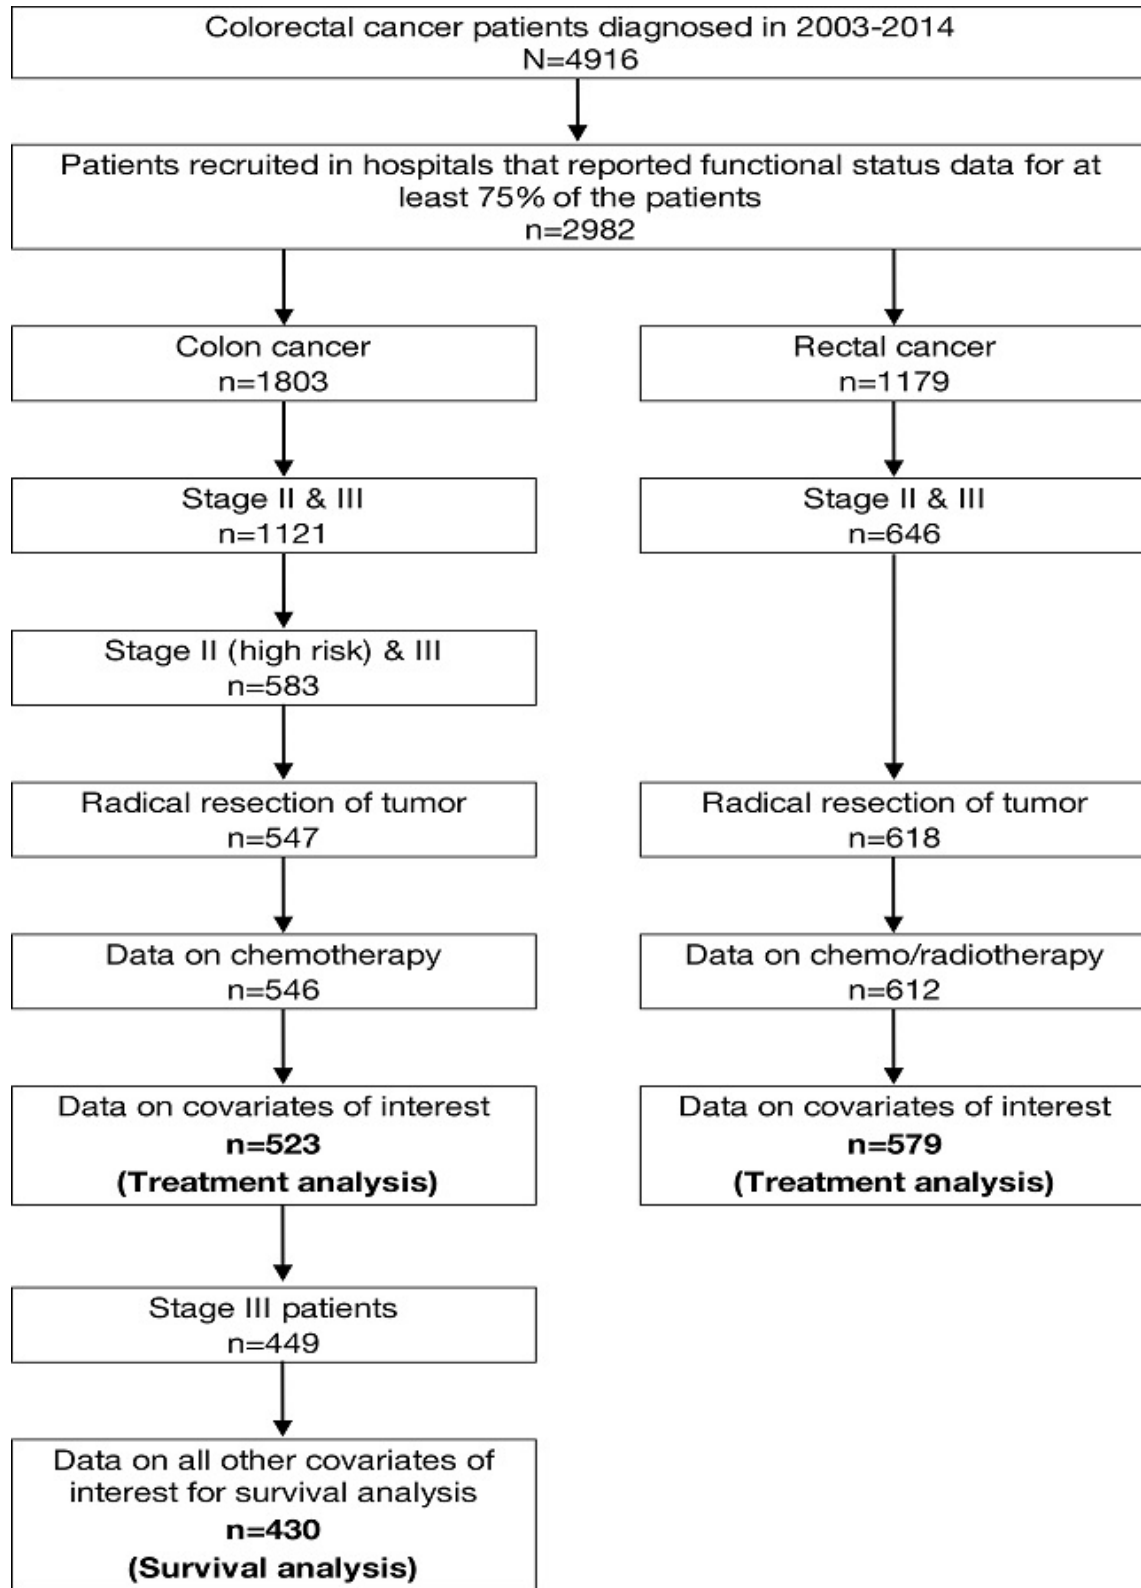 Colorectal cancer patients diagnosed in 2003-2014
N=4916
Patients recruited in hospitals that reported functional status data for at
least 75% of the patients
n=2982
Colon cancer
n=1803
Rectal cancer
n=1179
Stage II & III
n=1121
Stage II & III
n=646
Stage II (high risk) & III
n=583
Radical resection of tumor
n=547
Radical resection of tumor
n=618
Data on chemotherapy
n=546
Data on chemo/radiotherapy
n=612
Data on covariates of interest
n=523
(Treatment analysis)
Data on covariates of interest
n=579
(Treatment analysis)
Stage III patients
n=449
Data on all other covariates of
interest for survival analysis
n=430
(Survival analysis)